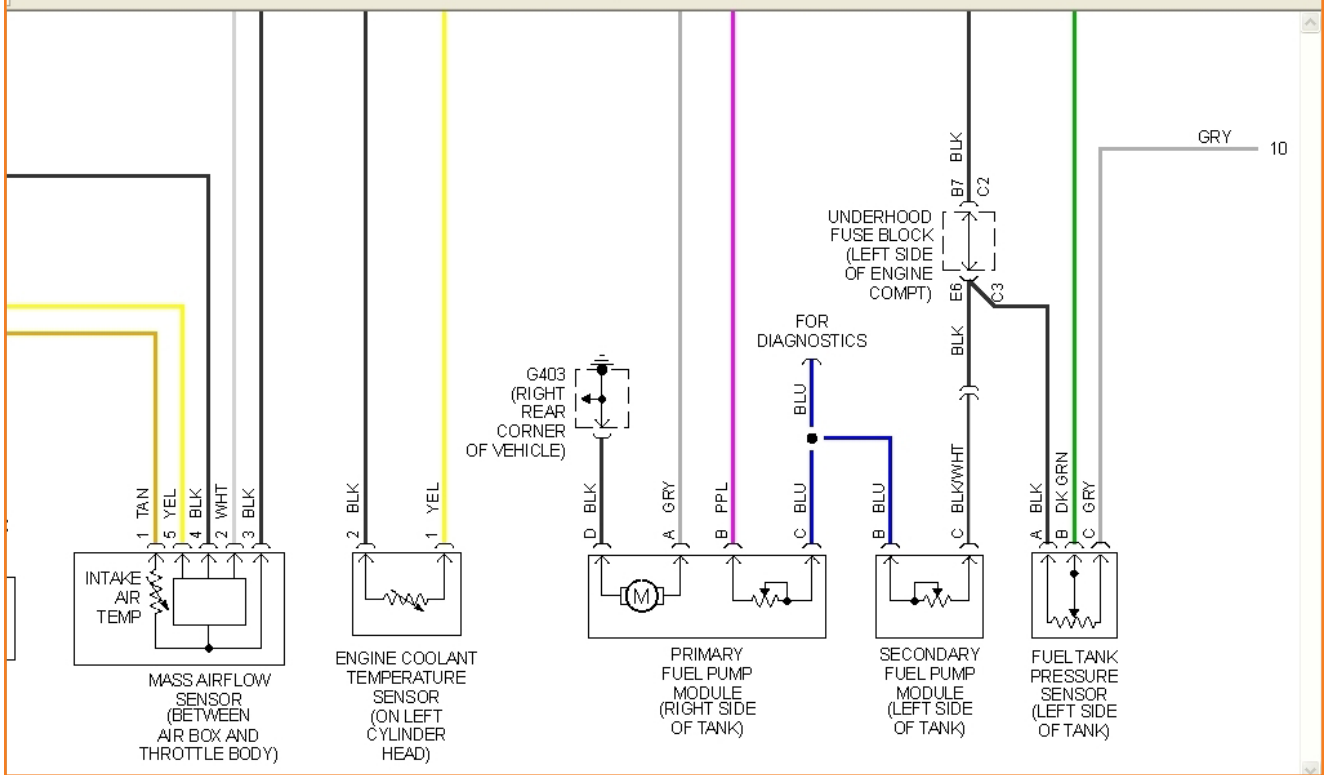 GRY
10
BLK
B7
C2
UNDERHOOD
FUSE BLOCK
(LEFT SIDE
OF ENGINE
COMPT)
E6
C3
BLK
FOR
DIAGNOSTICS
BLU
G403
(RIGHT
REAR
CORNER
OF VEHICLE)
1 TAN
5 YEL
4 BLK
2 WHT
3 BLK
2 BLK
1 YEL
D BLK
A GRY
B PPL
C BLU
B BLU
C BLK/WHT
A BLK
B DK GRN
C GRY
INTAKE
AIR
TEMP
M
MASS AIRFLOW
SENSOR
(BETWEEN
AIR BOX AND
THROTTLE BODY)
ENGINE COOLANT
TEMPERATURE
SENSOR
(ON LEFT
CYLINDER
HEAD)
PRIMARY
FUEL PUMP
MODULE
(RIGHT SIDE
OF TANK)
SECONDARY
FUEL PUMP
MODULE
(LEFT SIDE
OF TANK)
FUEL TANK
PRESSURE
SENSOR
(LEFT SIDE
OF TANK)